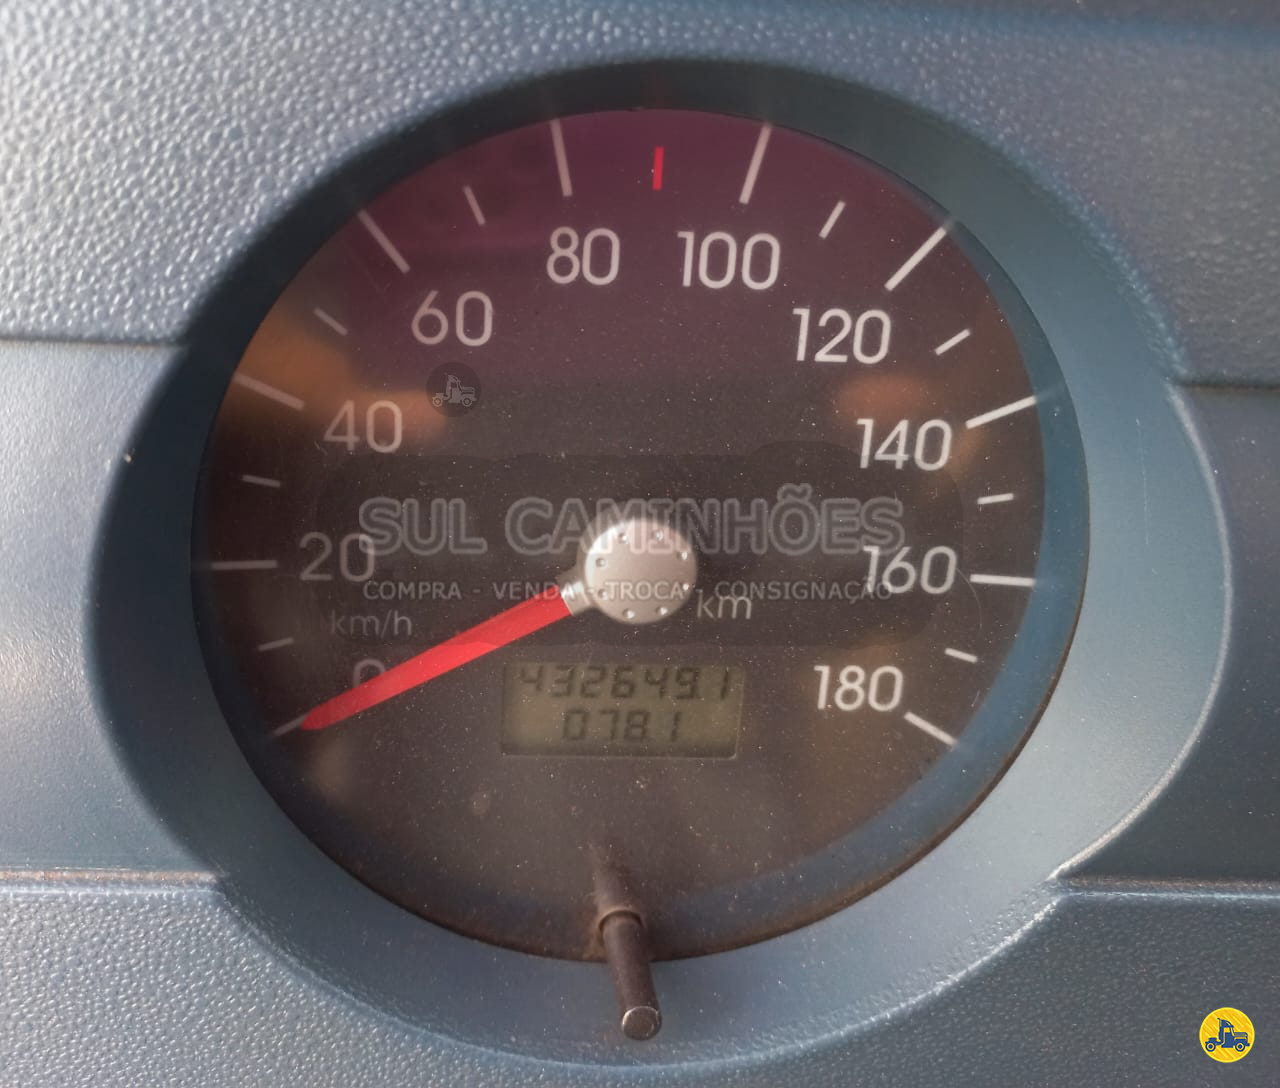 80 100
60 120
40 140
SUL CAMINHÕES
20 160
COMPRA - VENDA - TROCA - CONSIGNAÇÃO
km/h km
0 180
432649.1
078.1